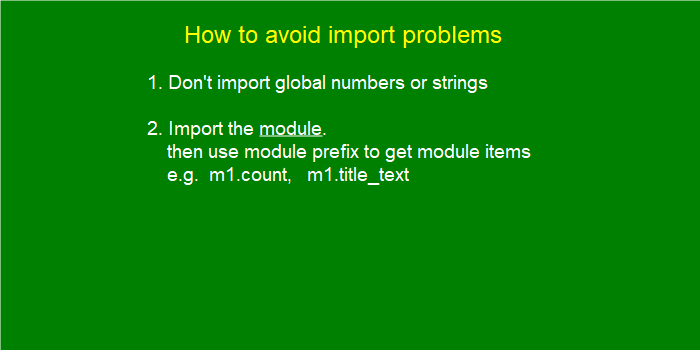 How to avoid import problems
1. Don't import global numbers or strings
2. Import the module.
then use module prefix to get module items
e.g.  m1.count,   m1.title_text